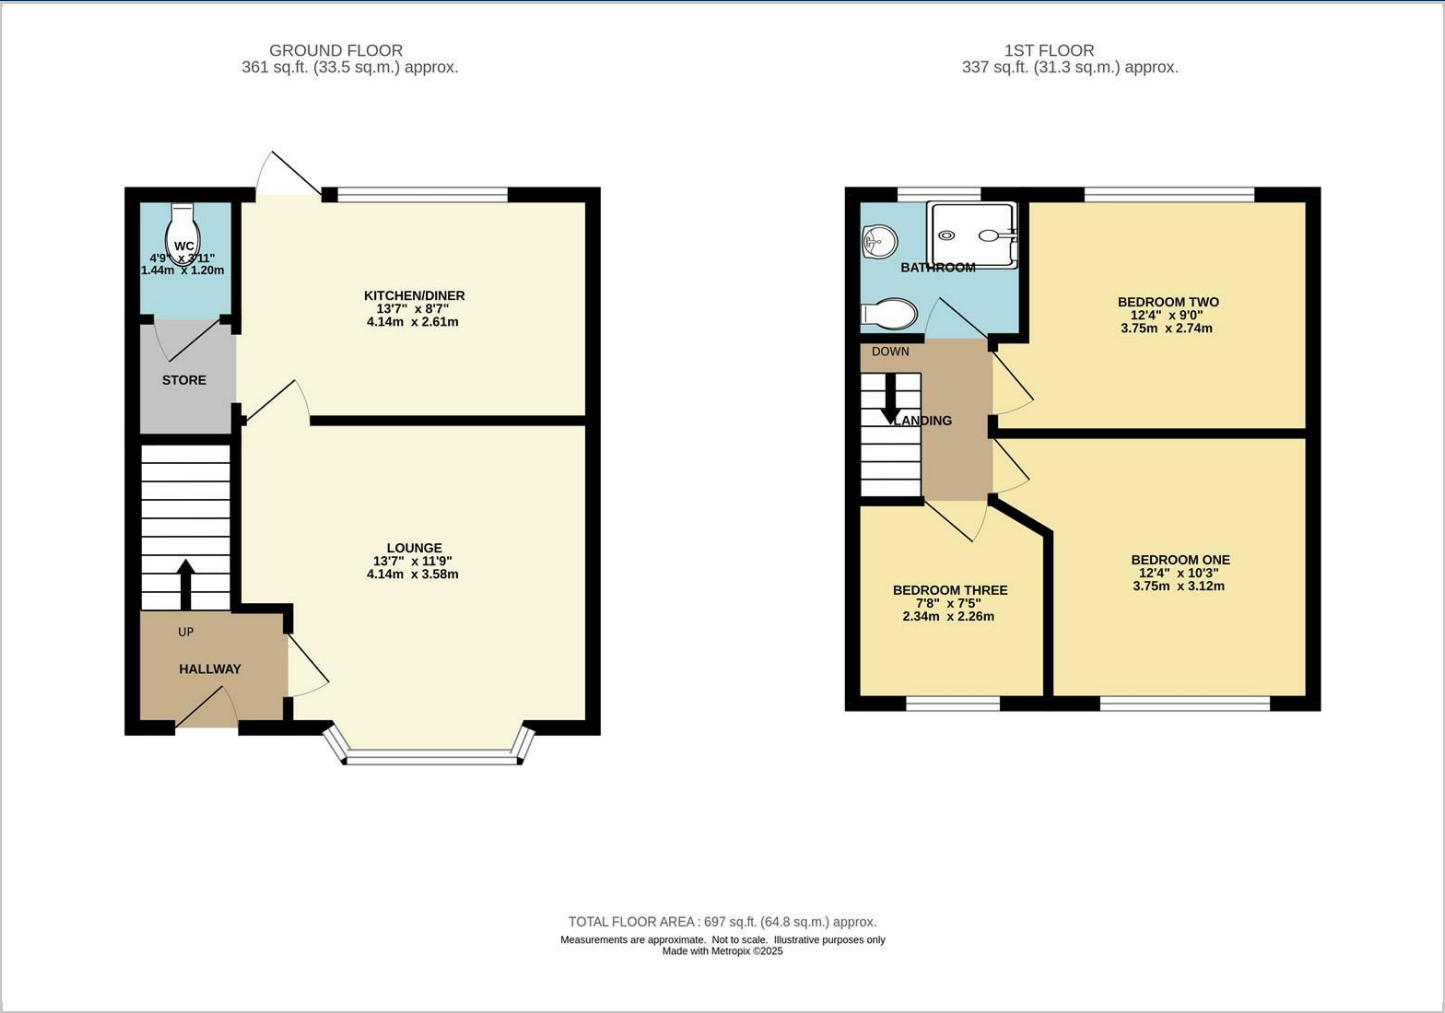 GROUND FLOOR
361 sq.ft. (33.5 sq.m.) approx.
1ST FLOOR
337 sq.ft. (31.3 sq.m.) approx.
WC
4'9" x 3'11"
1.44m x 1.20m
KITCHEN/DINER
13'7" x 8'7"
4.14m x 2.61m
STORE
LOUNGE
13'7" x 11'9"
4.14m x 3.58m
UP
HALLWAY
BATHROOM
BEDROOM TWO
12'4" x 9'0"
3.75m x 2.74m
DOWN
LANDING
BEDROOM ONE
12'4" x 10'3"
3.75m x 3.12m
BEDROOM THREE
7'8" x 7'5"
2.34m x 2.26m
TOTAL FLOOR AREA : 697 sq.ft. (64.8 sq.m.) approx.
Measurements are approximate. Not to scale. Illustrative purposes only
Made with Metropix ©2025